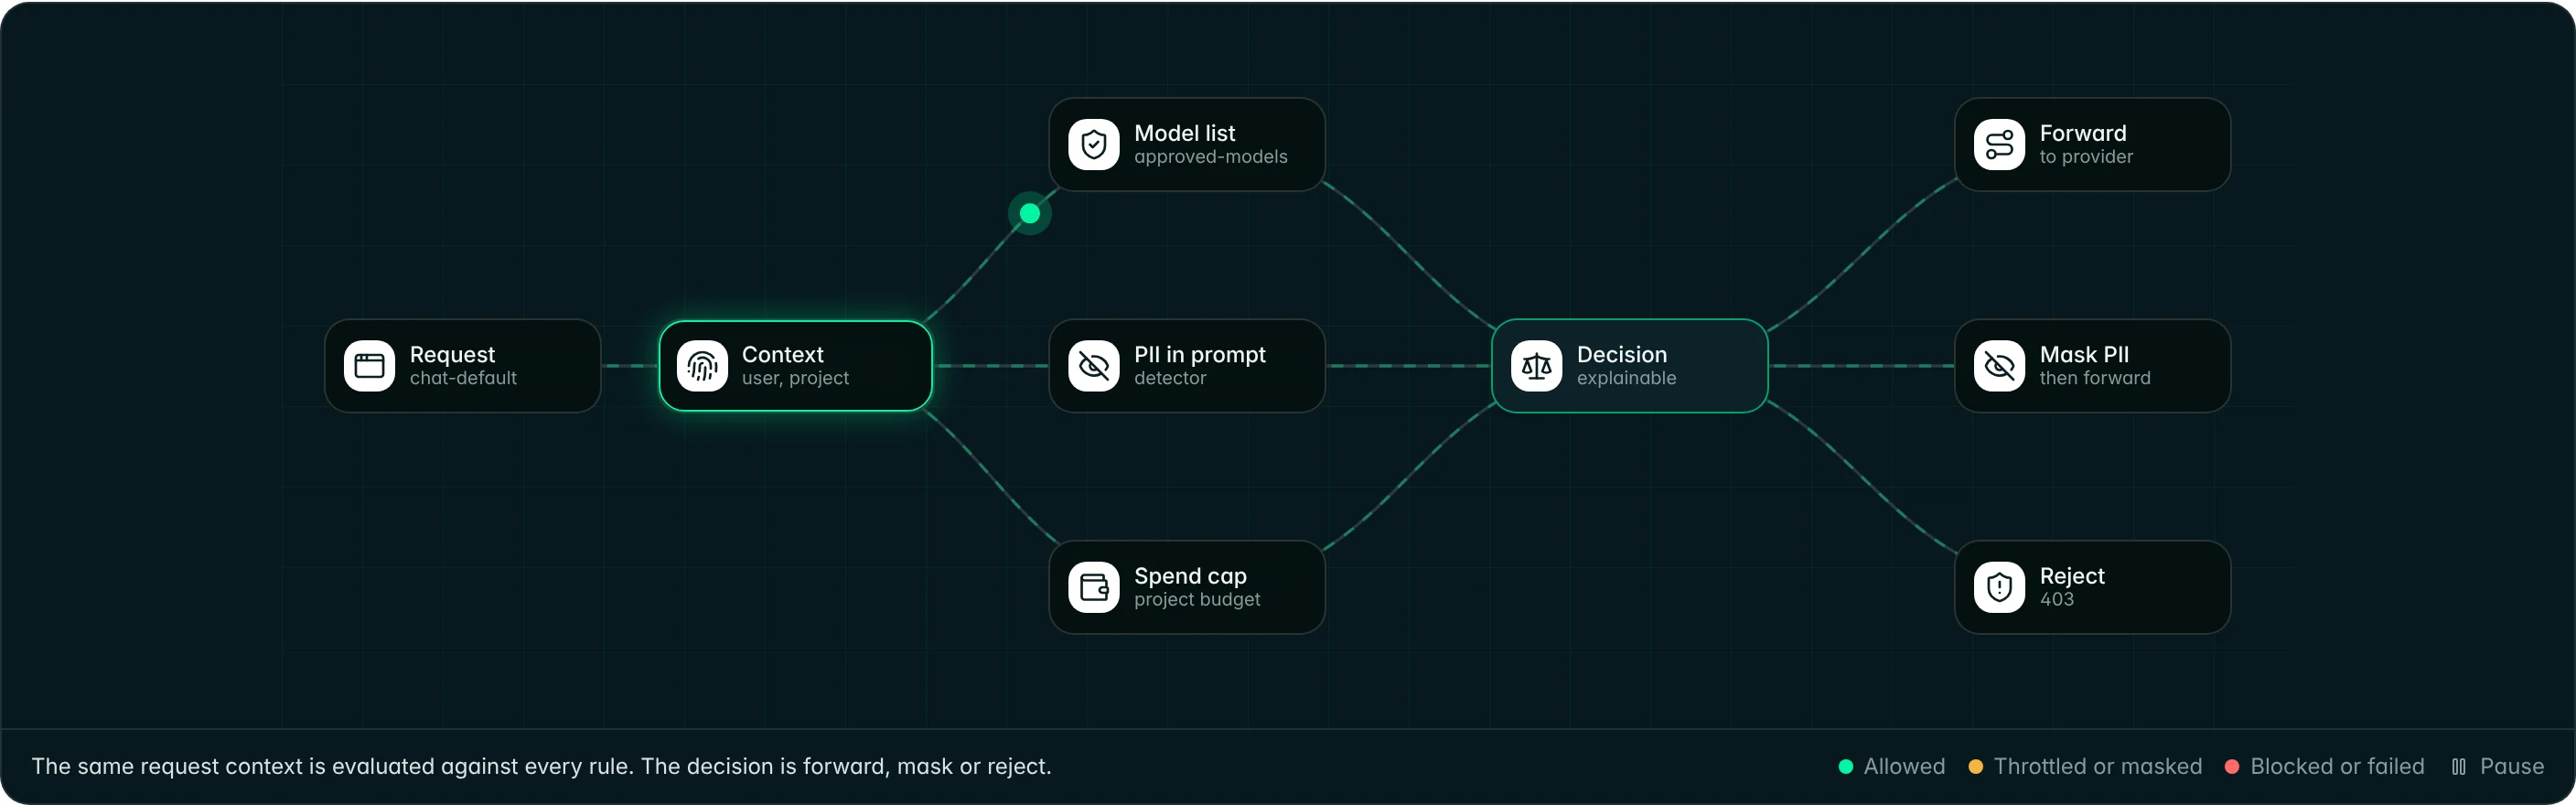 Model list
approved-models
Forward
to provider
Request
chat-default
Context
user, project
PII in prompt
detector
Decision
explainable
Mask PII
then forward
Spend cap
project budget
Reject
403
The same request context is evaluated against every rule. The decision is forward, mask or reject.
Allowed
Throttled or masked
Blocked or failed
Pause